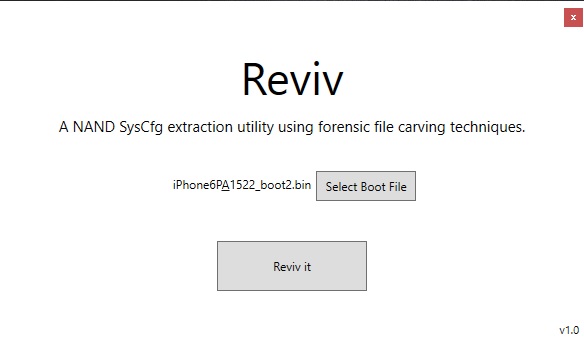 x
Reviv
A NAND SysCfg extraction utility using forensic file carving techniques.
iPhone6PA1522_boot2.bin Select Boot File
Reviv it
v1.0